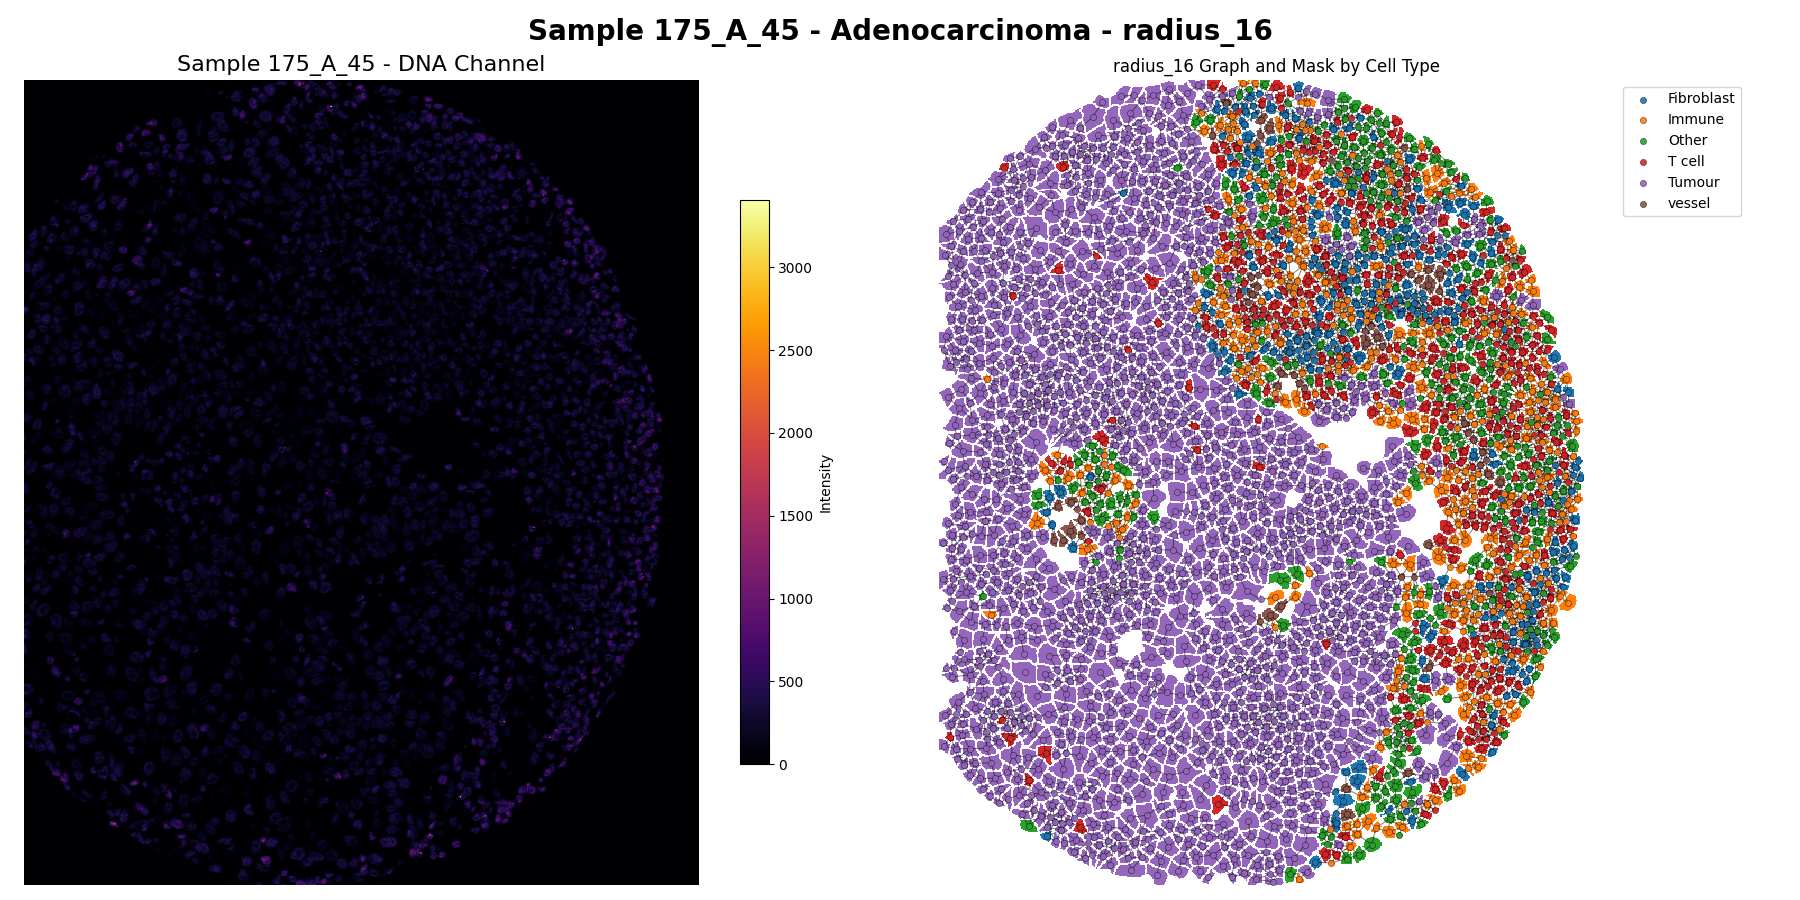 Sample 175_A_45 - Adenocarcinoma - radius_16
Sample 175_A_45 - DNA Channel
radius_16 Graph and Mask by Cell Type
Fibroblast
Immune
Other
T cell
Tumour
vessel
3000
2500
2000
1500
1000
500
0
Intensity